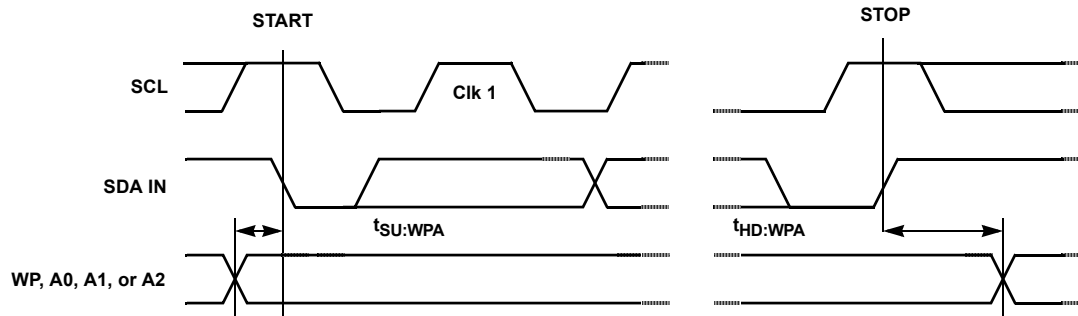 START
STOP
SCL
Clk 1
SDA IN
tSU:WPA
tHD:WPA
WP, A0, A1, or A2